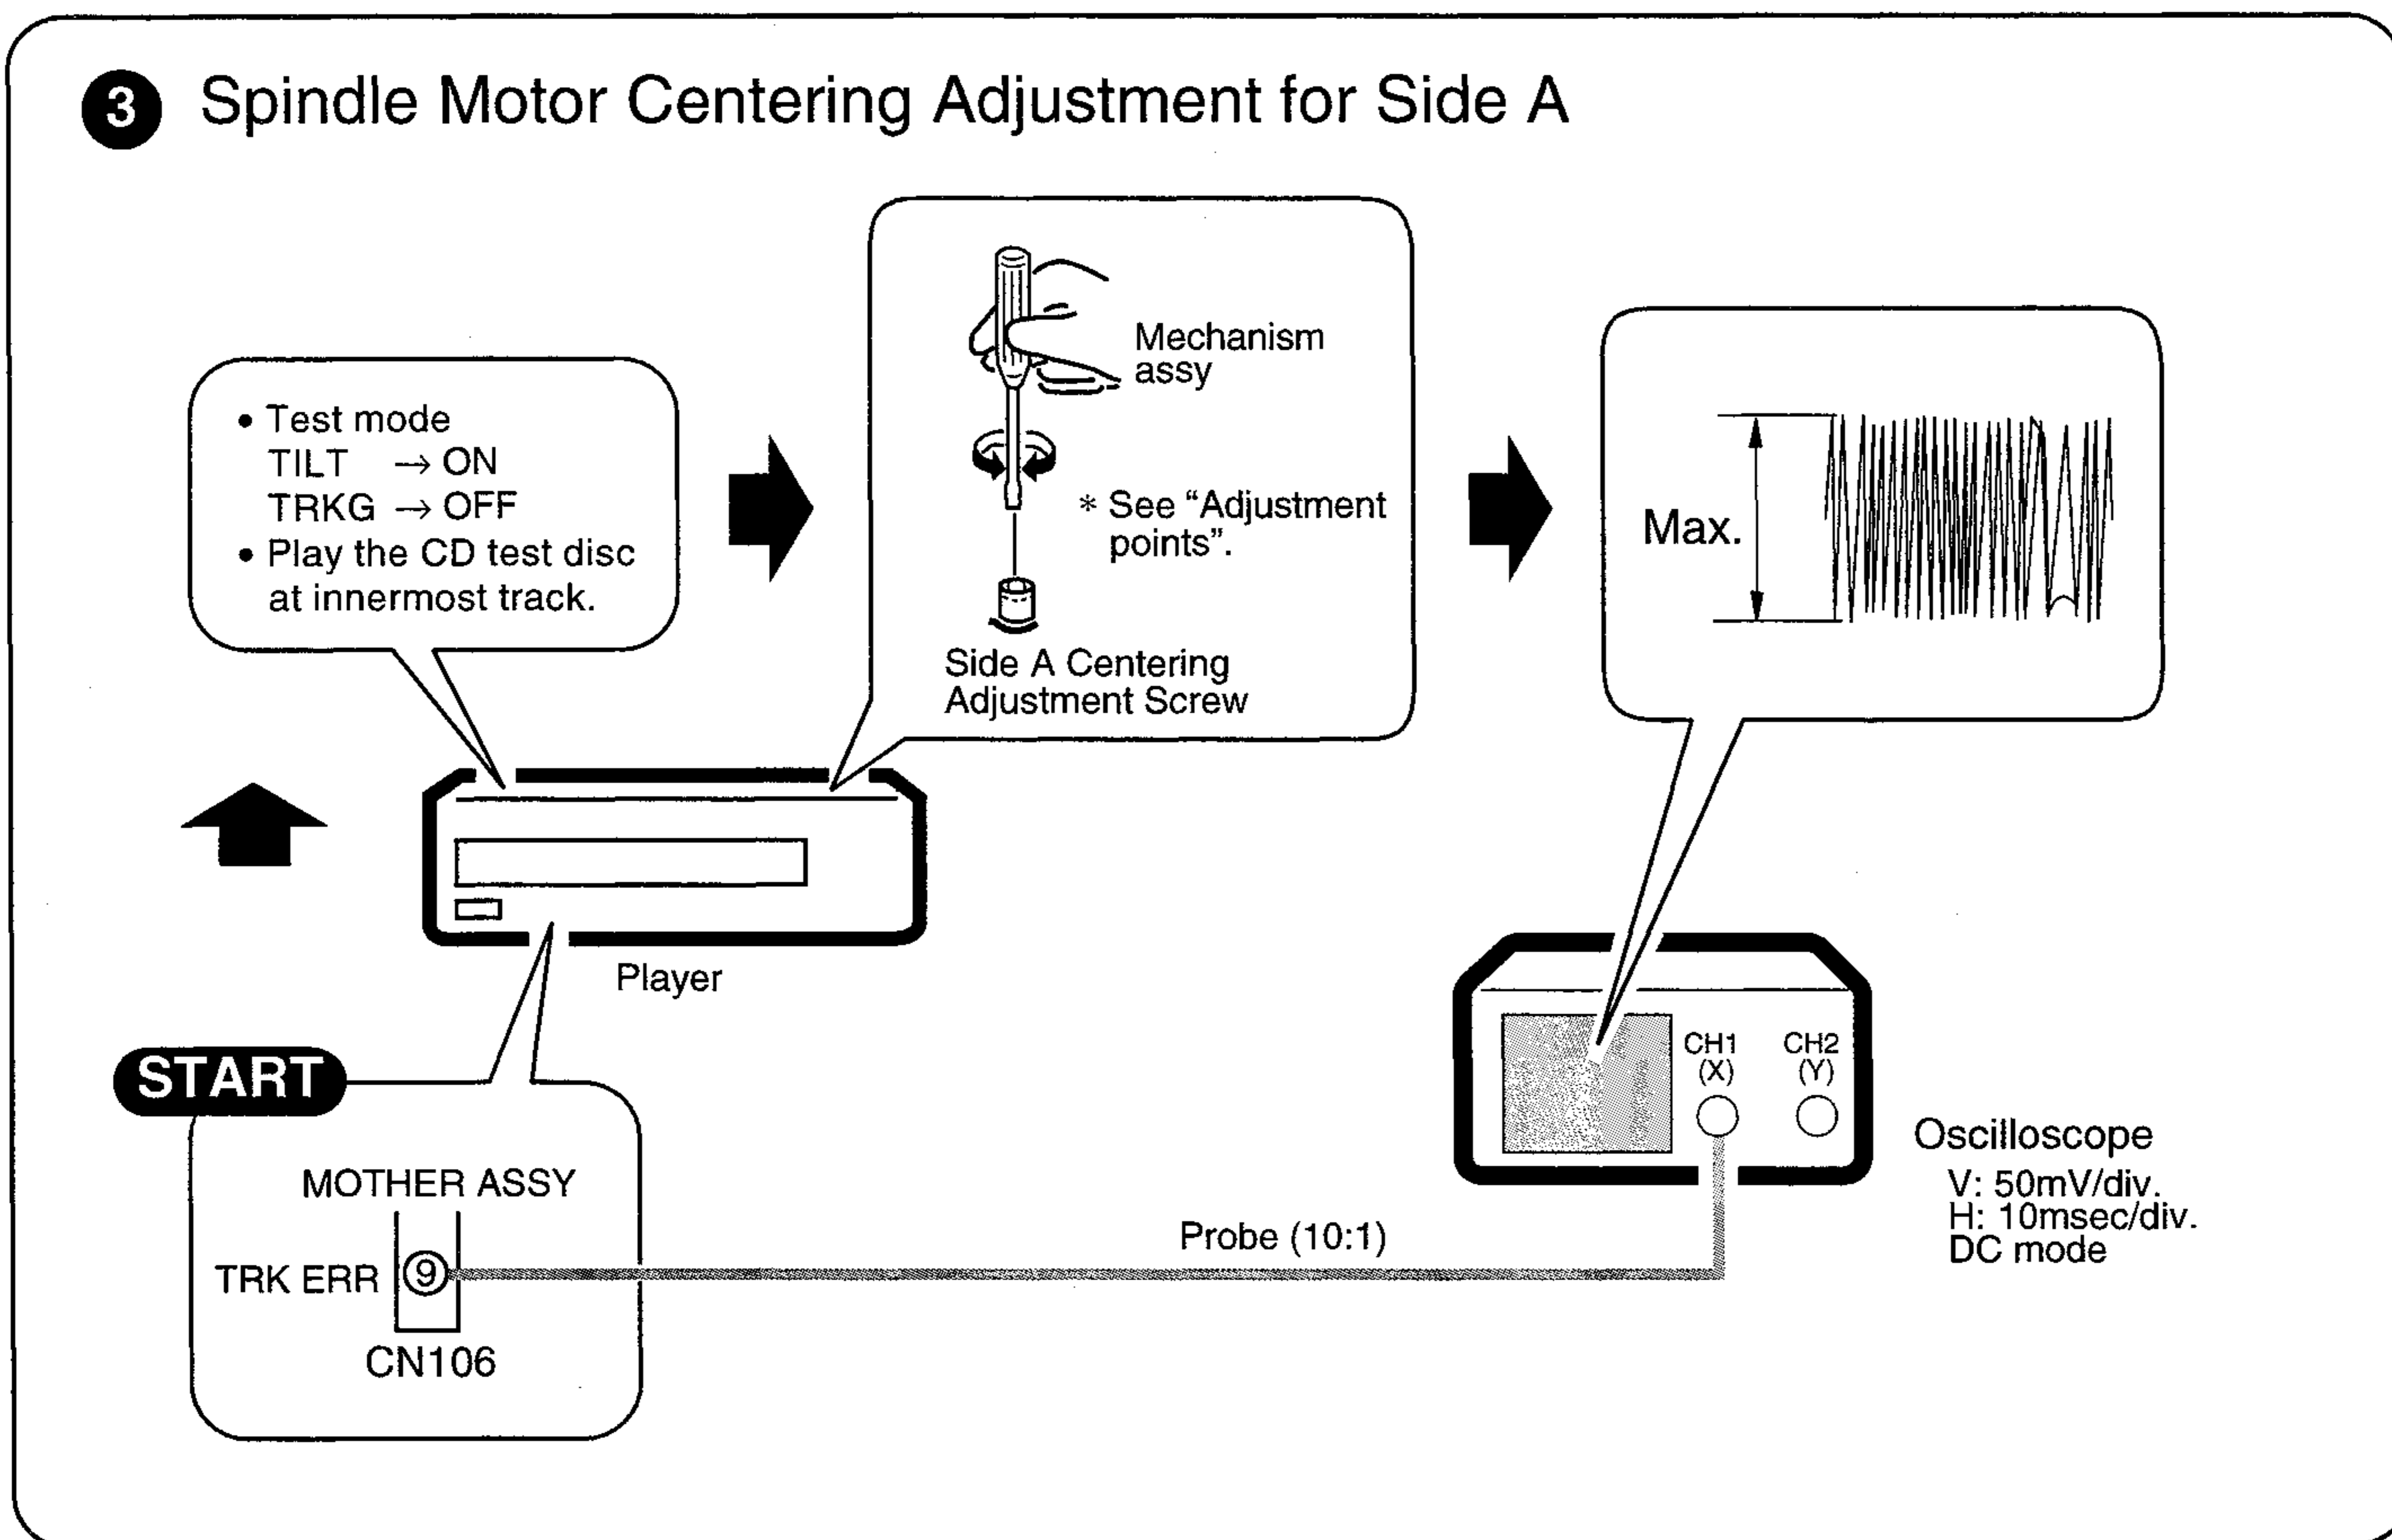 3 Spindle Motor Centering Adjustment for Side A
• Test mode
TILT → ON
TRKG → OFF
• Play the CD test disc
at innermost track.
Mechanism
assy
* See “Adjustment
points”.
Side A Centering
Adjustment Screw
Max.
Player
START
MOTHER ASSY
TRK ERR 9
CN106
Probe (10:1)
CH1
(X)
CH2
(Y)
Oscilloscope
V: 50mV/div.
H: 10msec/div.
DC mode